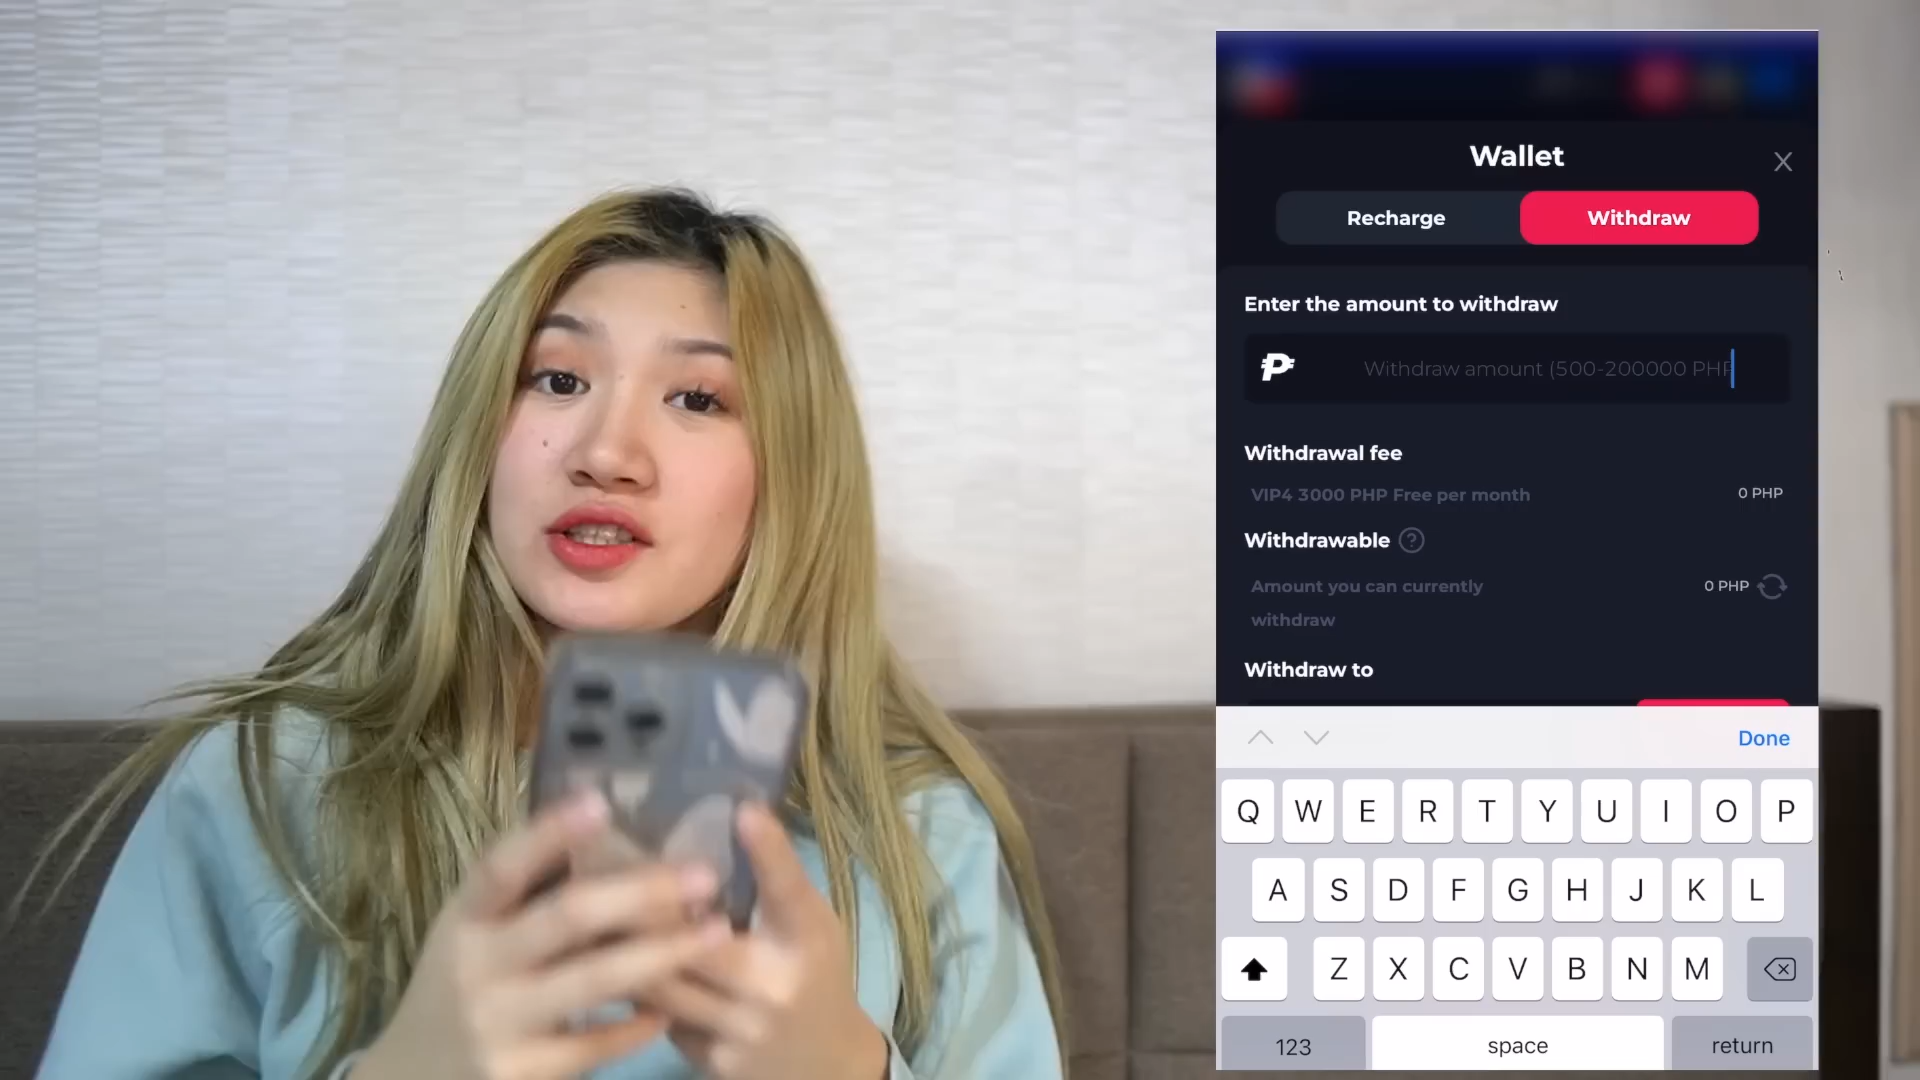 Wallet
Recharge
Withdraw
Enter the amount to withdraw
Withdraw amount (500-200000 PHP
Withdrawal fee
VIP4 3000 PHP Free per month
0 PHP
Withdrawable ?
Amount you can currently
withdraw
0 PHP
Withdraw to
Done
Q W E R T Y U I O P
A S D F G H J K L
Z X C V B N M
123 space return